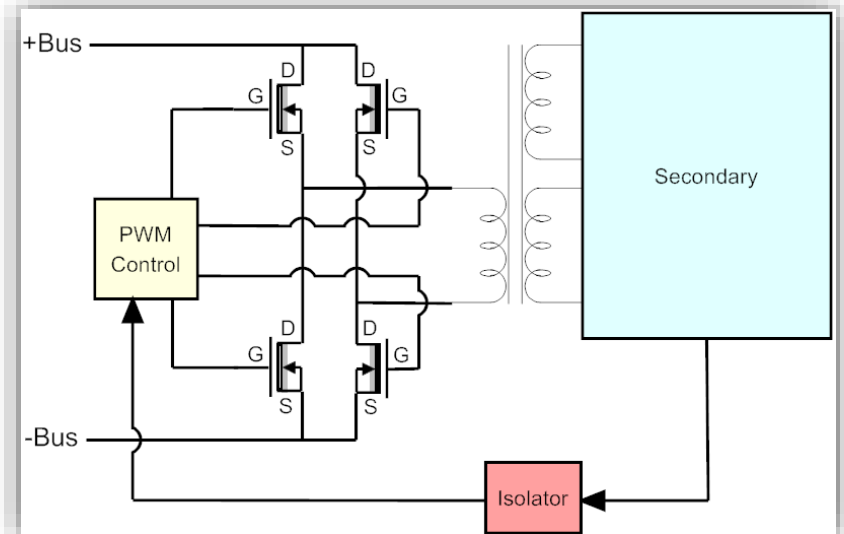 +Bus
D D
G G
S S
PWM
Control
Secondary
D D
G G
S S
-Bus
Isolator